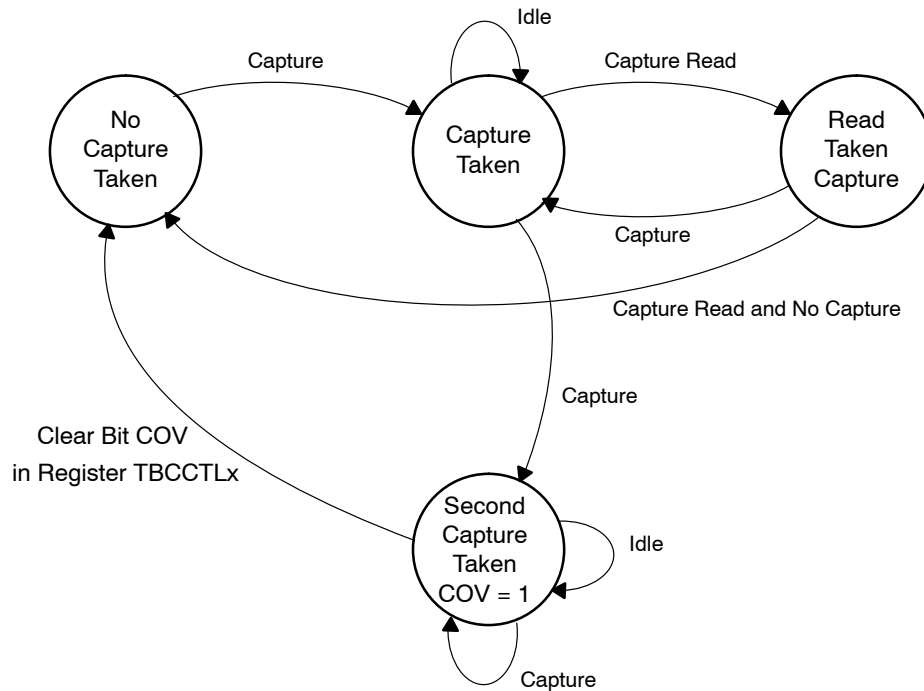 Idle
Capture
Capture Read
No
Capture
Taken
Capture
Taken
Read
Taken
Capture
Capture
Capture Read and No Capture
Capture
Clear Bit COV
in Register TBCCTLx
Second
Capture
Taken
COV = 1
Idle
Capture